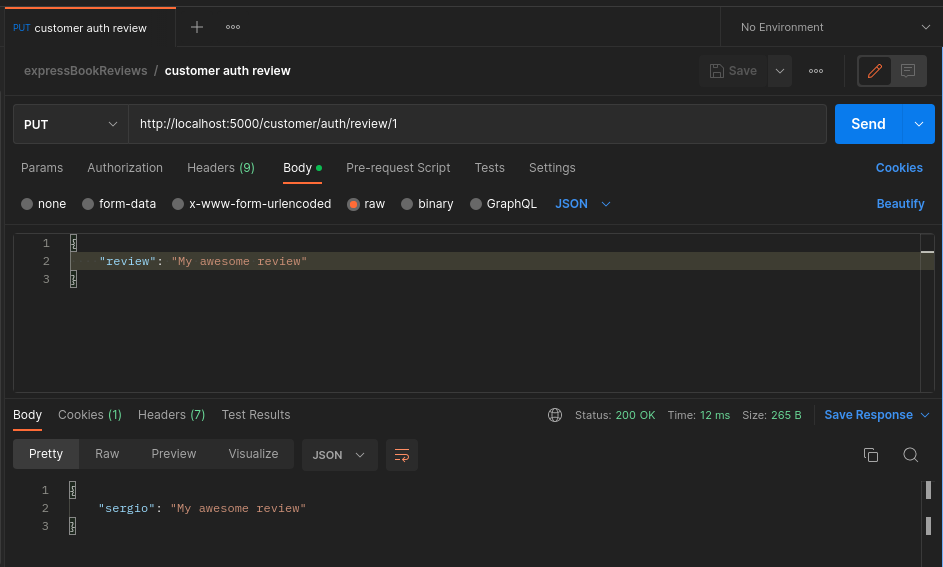 PUT customer auth review
No Environment
expressBookReviews / customer auth review
Save
PUT http://localhost:5000/customer/auth/review/1 Send
Params Authorization Headers (9) Body Pre-request Script Tests Settings Cookies
none form-data x-www-form-urlencoded raw binary GraphQL JSON Beautify
1 {
2 "review": "My awesome review"
3 }
Body Cookies (1) Headers (7) Test Results Status: 200 OK Time: 12 ms Size: 265 B Save Response
Pretty Raw Preview Visualize JSON
1 {
2 "sergio": "My awesome review"
3 }